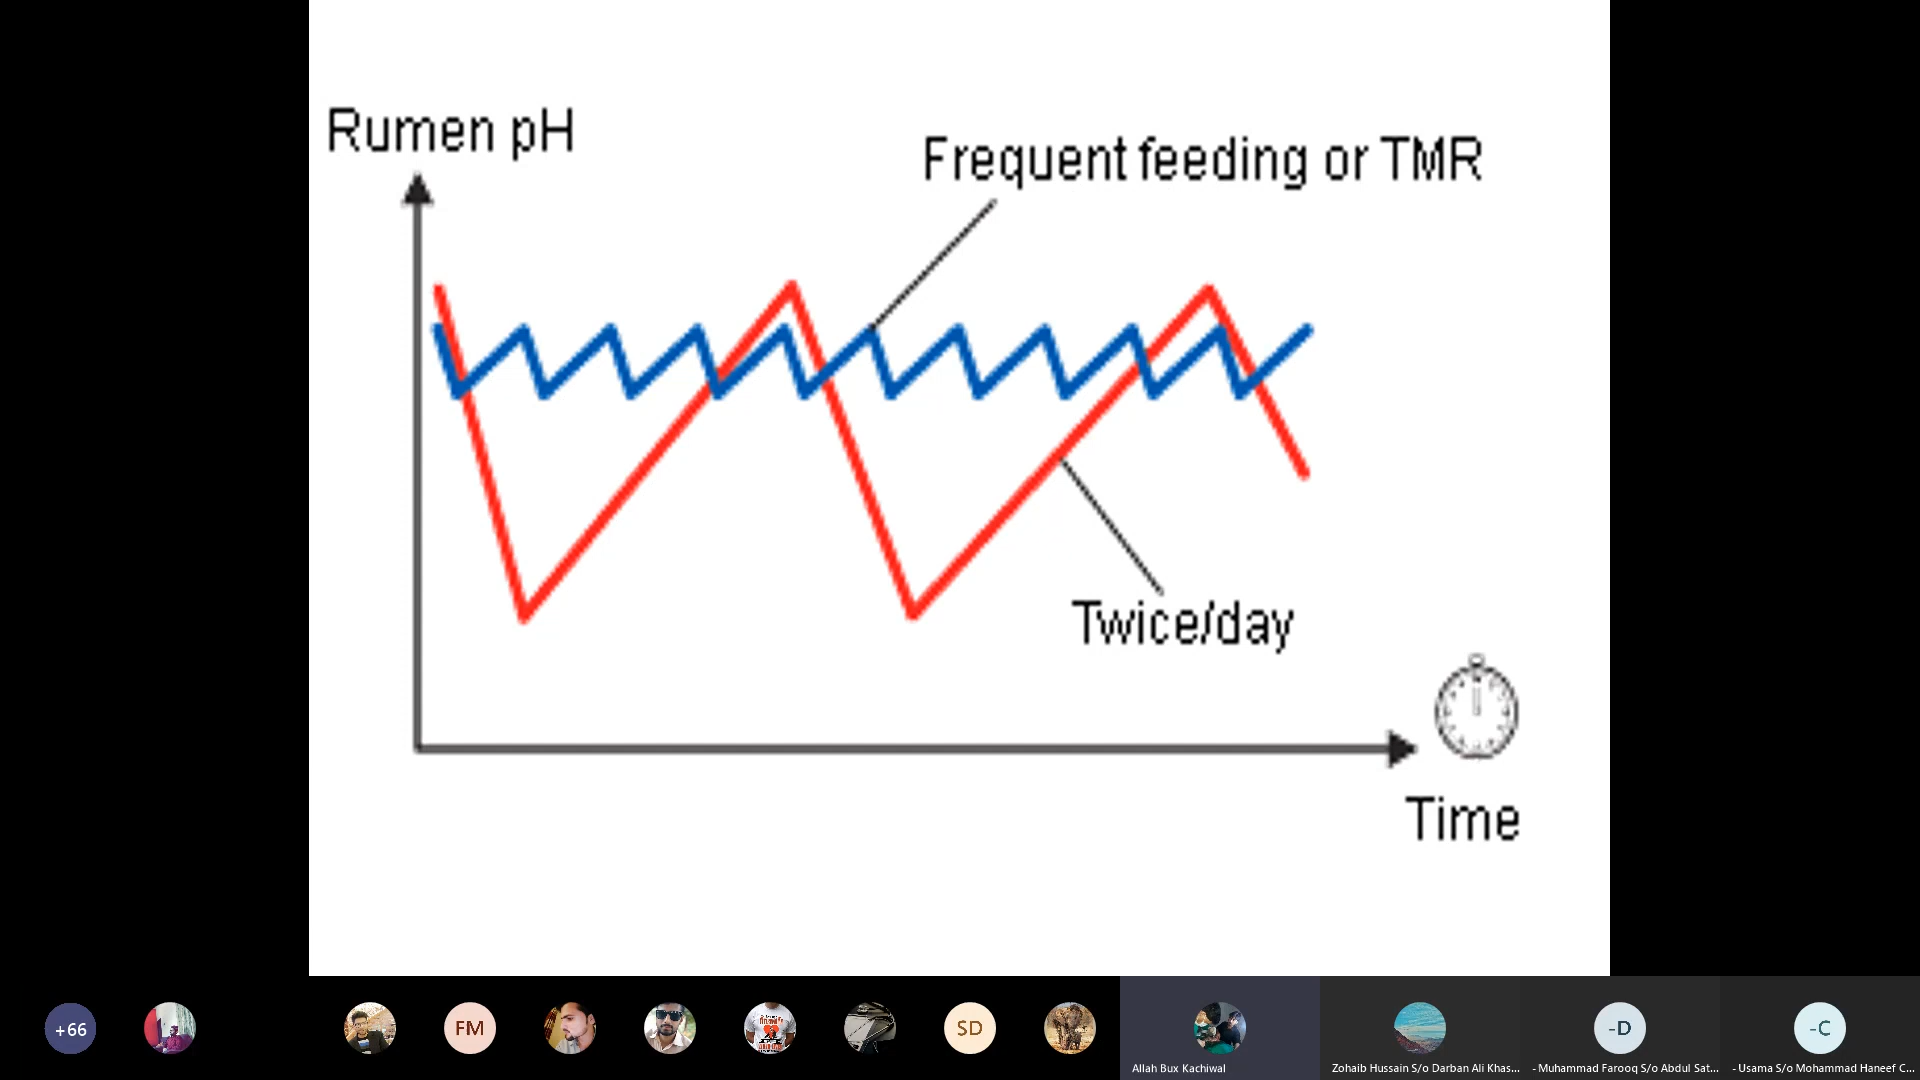 Rumen pH
Frequent feeding or TMR
Twice/day
Time
+66
FM
SD
-D
-C
Allah Bux Kachiwal
Zohaib Hussain S/o Darban Ali Khas...
- Muhammad Farooq S/o Abdul Sat...
- Usama S/o Mohammad Haneef C...